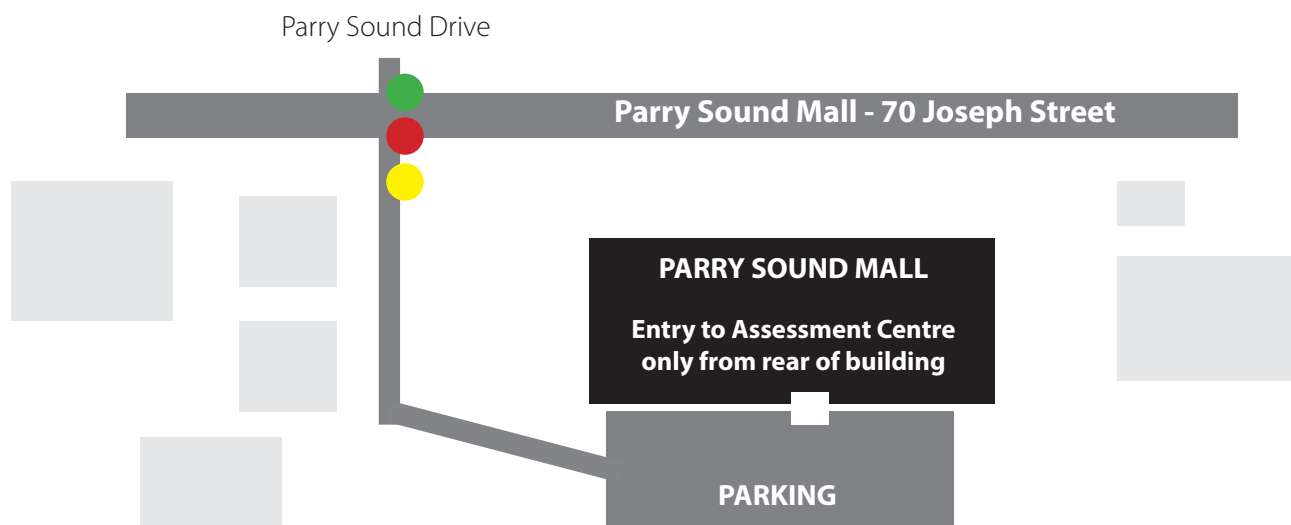 Parry Sound Drive
Parry Sound Mall - 70 Joseph Street
PARRY SOUND MALL
Entry to Assessment Centre
only from rear of building
PARKING